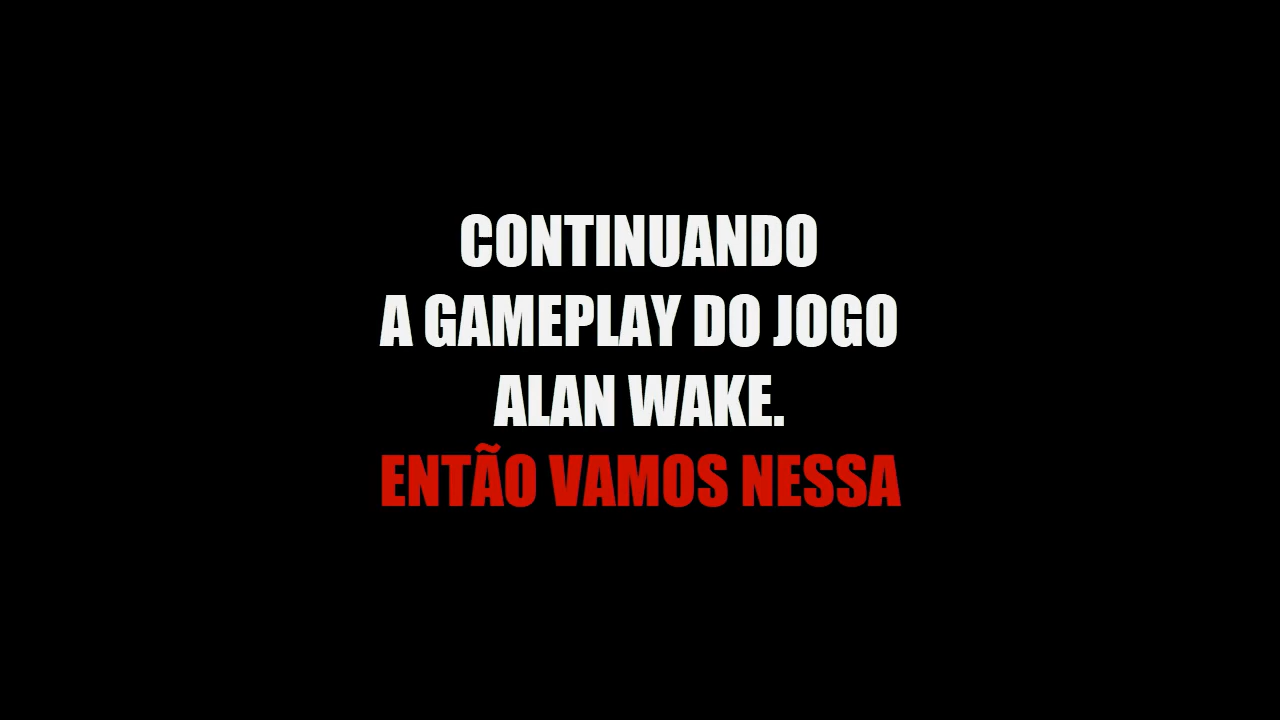 CONTINUANDO
A GAMEPLAY DO JOGO
ALAN WAKE.
ENTÃO VAMOS NESSA